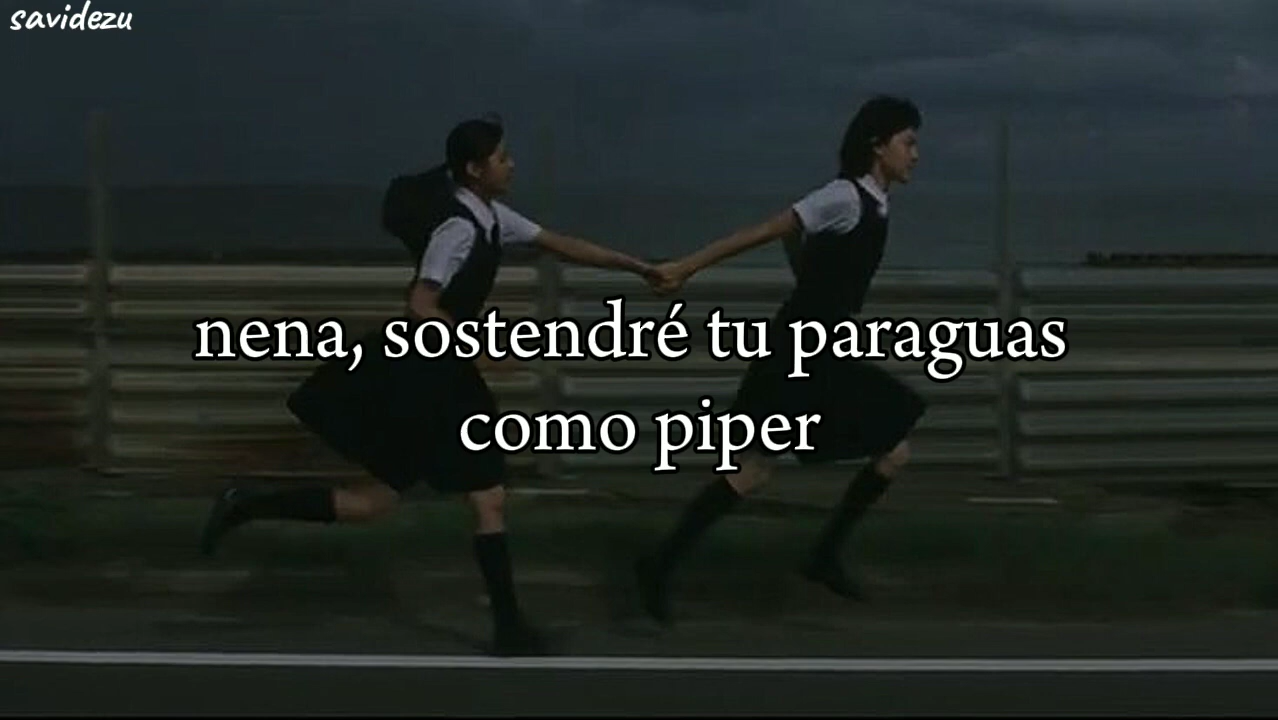 savidezu
nena, sostendré tu paraguas
como piper